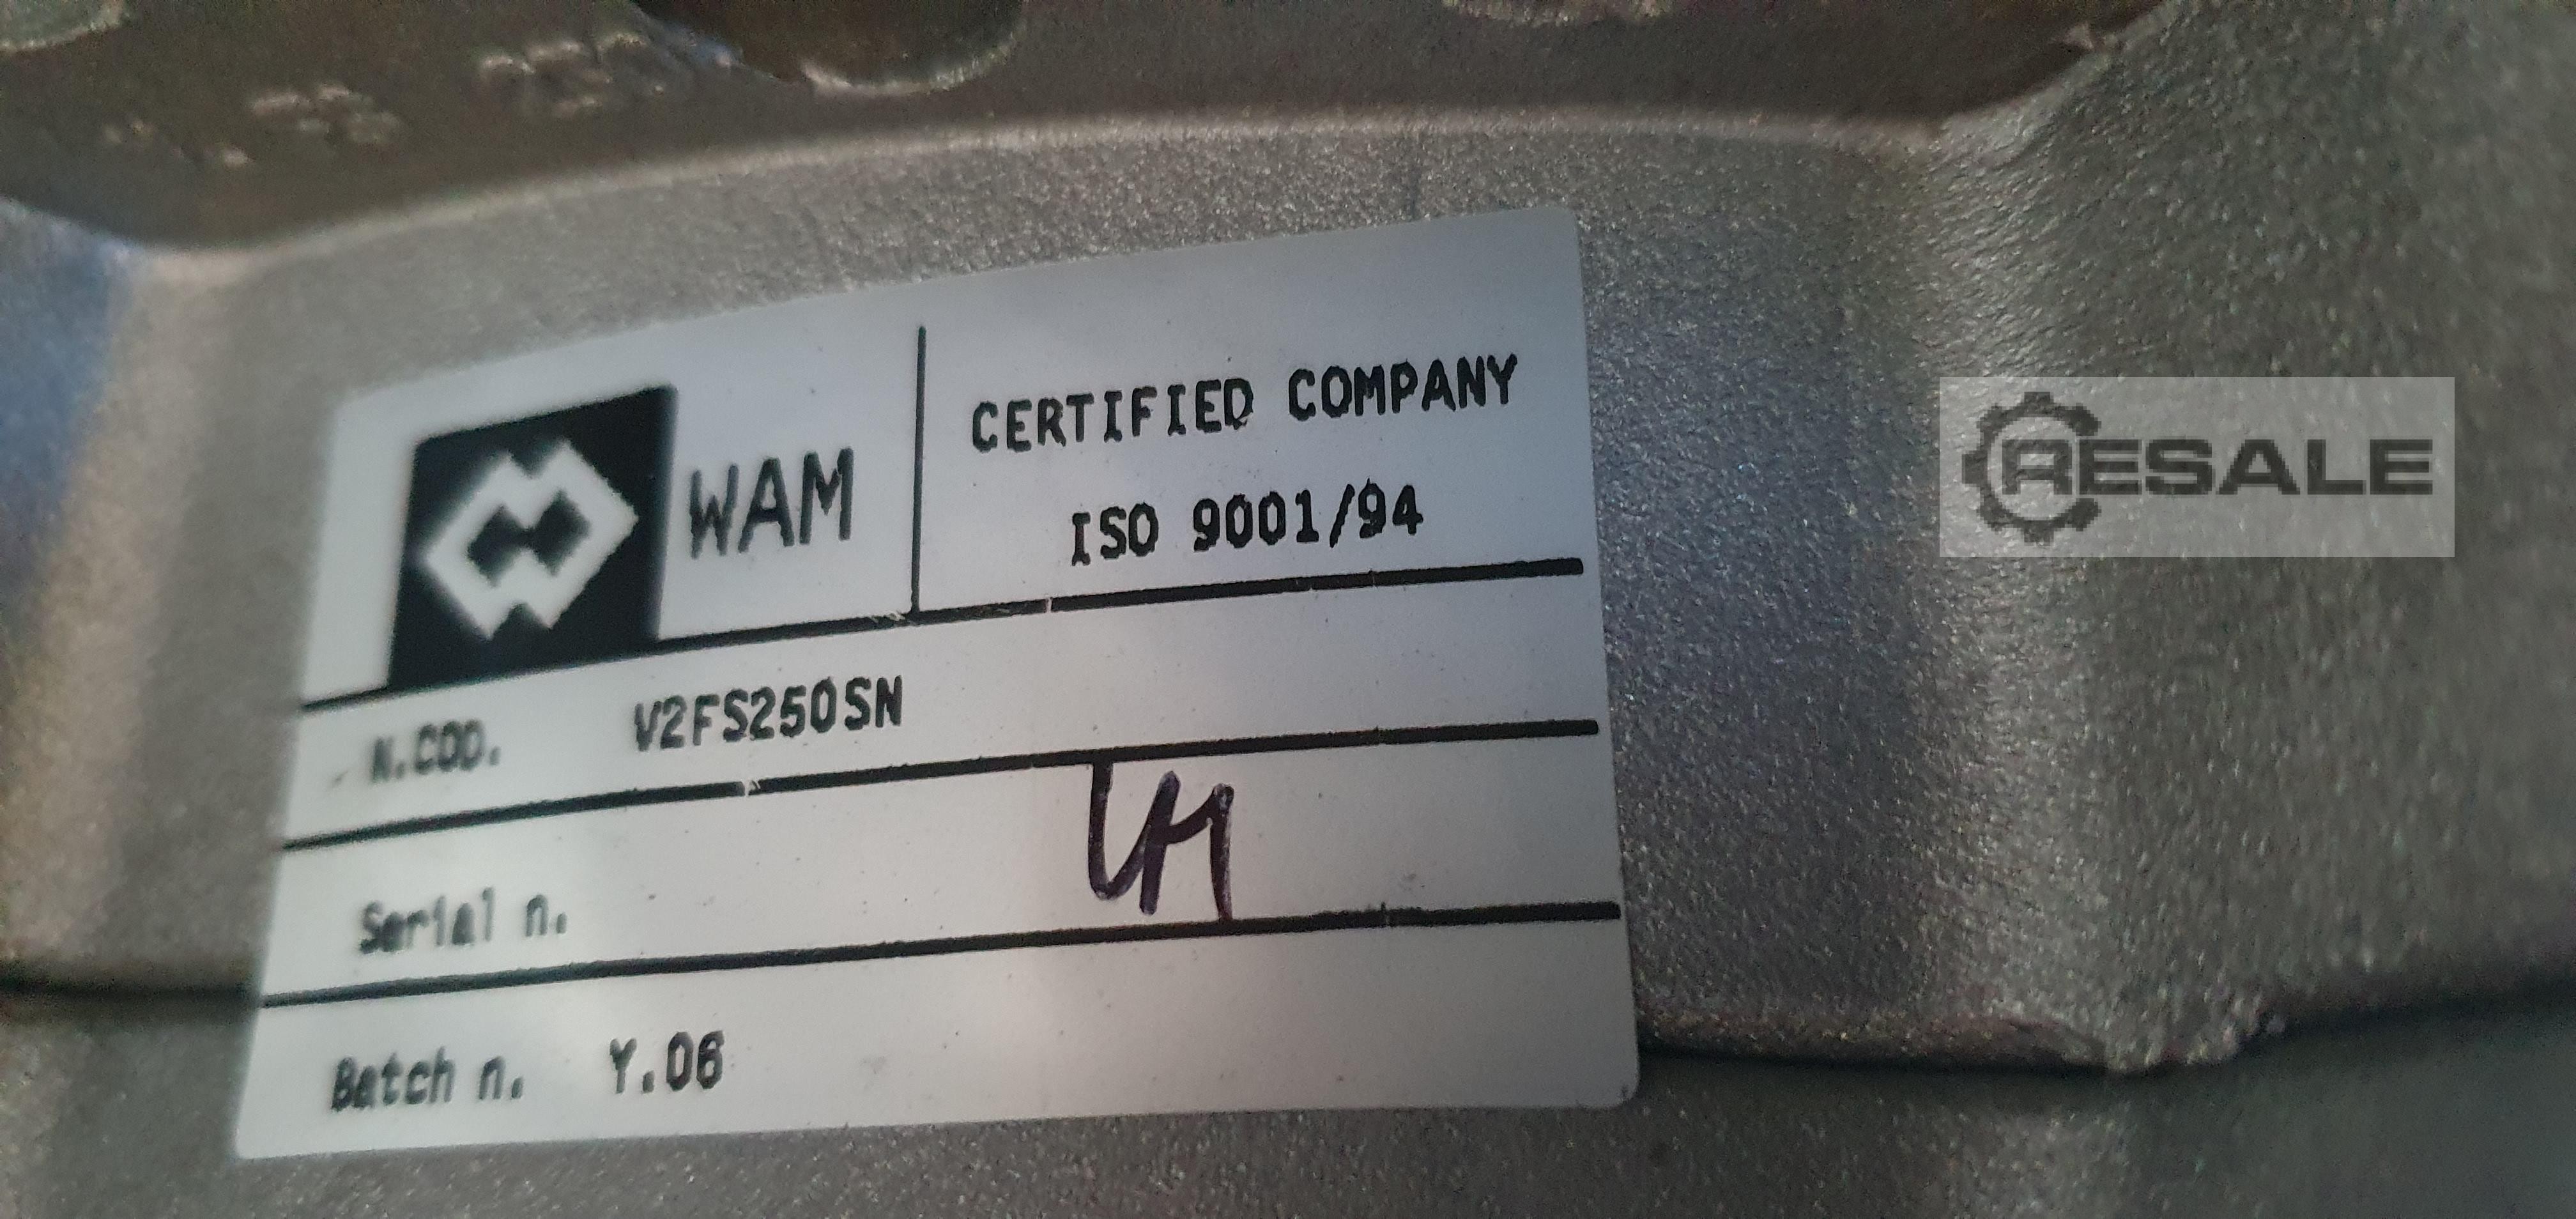 WAM
CERTIFIED COMPANY
ISO 9001/94
N.COD. V2FS250SN
Serial n.
Batch n. Y.06
RESALE